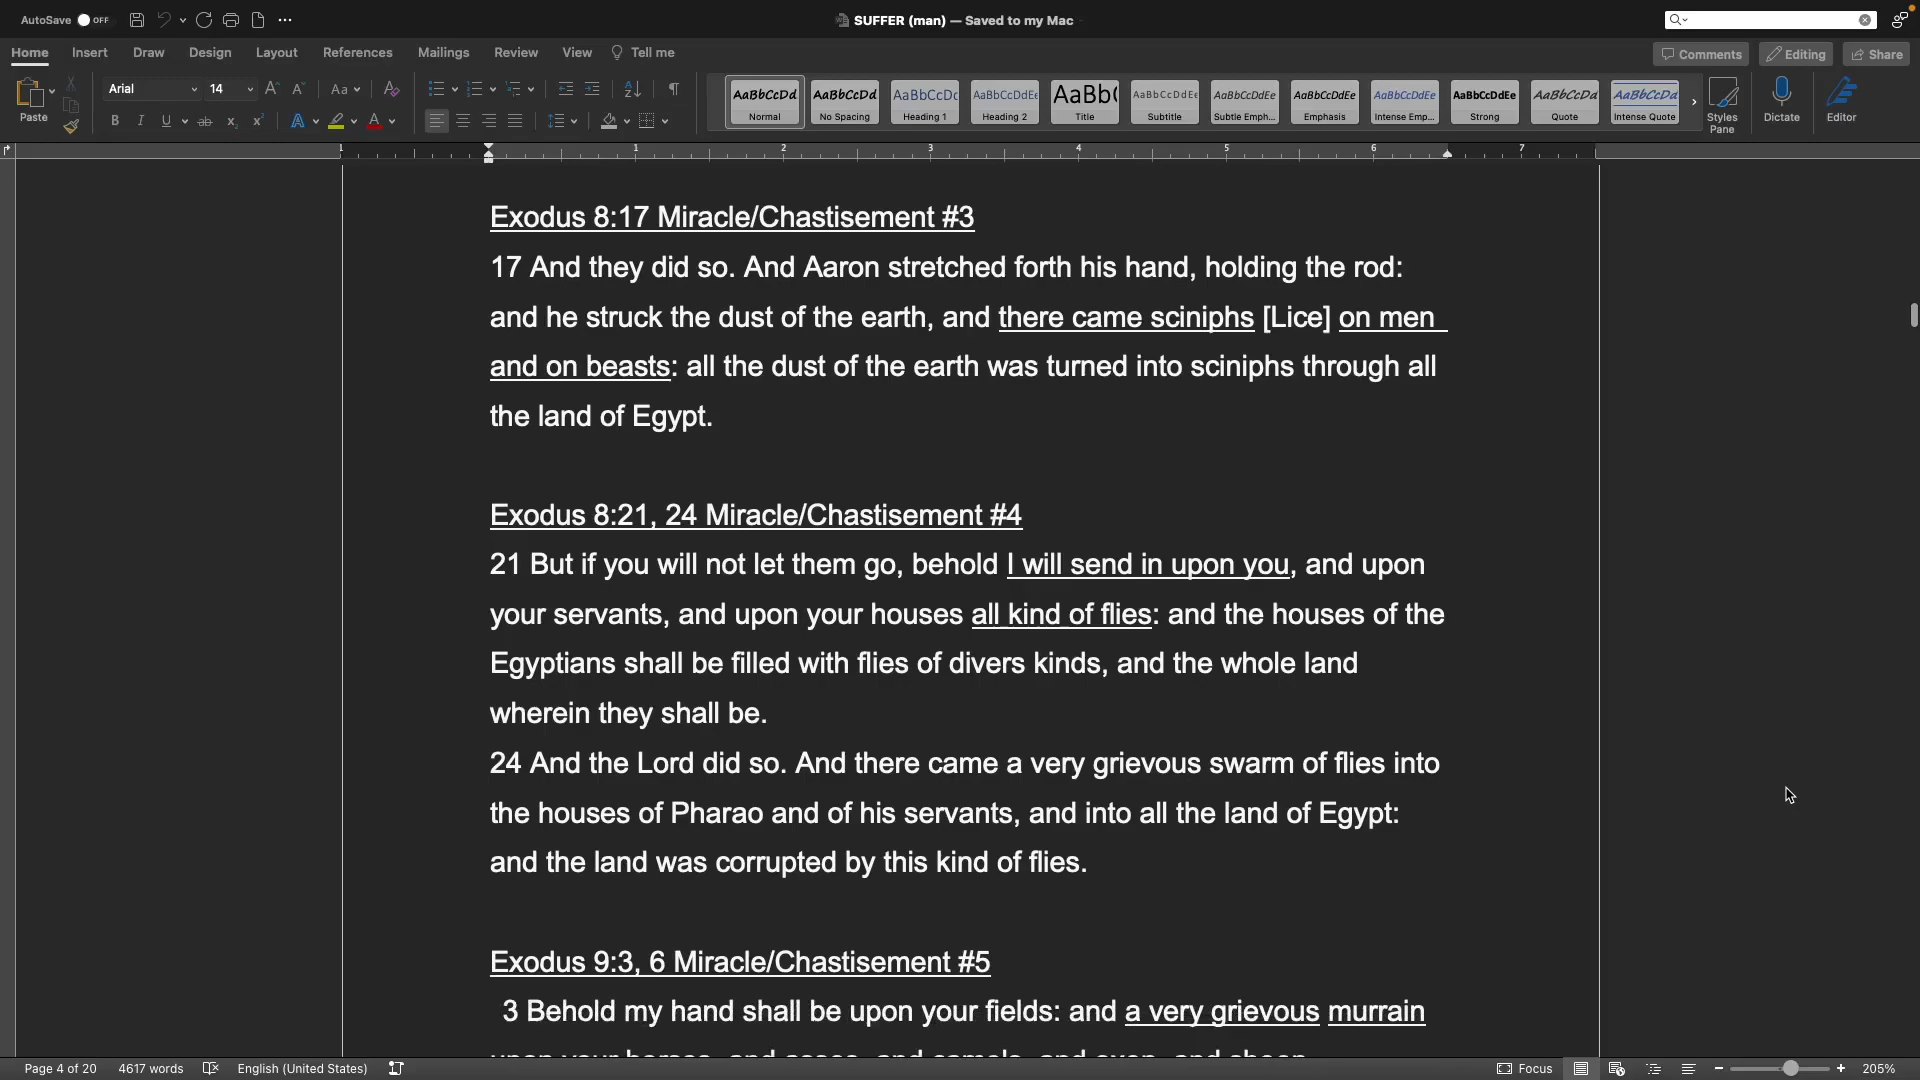 AutoSave OFF
SUFFER (man) — Saved to my Mac
Home Insert Draw Design Layout References Mailings Review View Tell me
Comments Editing Share
Paste
Arial 14 Aa
AaBbCcDd AaBbCcDd AaBbCcDc AaBbCcDdEe AaBb( AaBbCcDdEe AaBbCcDdEe AaBbCcDdEe AaBbCcDdEe AaBbCcDdEe AaBbCcDd AaBbCcDd
Normal No Spacing Heading 1 Heading 2 Title Subtitle Subtle Emph... Emphasis Intense Emp... Strong Quote Intense Quote
Styles Pane Dictate Editor
1 1 2 3 4 5 6 7
Exodus 8:17 Miracle/Chastisement #3
17 And they did so. And Aaron stretched forth his hand, holding the rod:
and he struck the dust of the earth, and there came sciniphs [Lice] on men
and on beasts: all the dust of the earth was turned into sciniphs through all
the land of Egypt.
Exodus 8:21, 24 Miracle/Chastisement #4
21 But if you will not let them go, behold I will send in upon you, and upon
your servants, and upon your houses all kind of flies: and the houses of the
Egyptians shall be filled with flies of divers kinds, and the whole land
wherein they shall be.
24 And the Lord did so. And there came a very grievous swarm of flies into
the houses of Pharao and of his servants, and into all the land of Egypt:
and the land was corrupted by this kind of flies.
Exodus 9:3, 6 Miracle/Chastisement #5
3 Behold my hand shall be upon your fields: and a very grievous murrain
Page 4 of 20 4617 words English (United States) Focus 205%